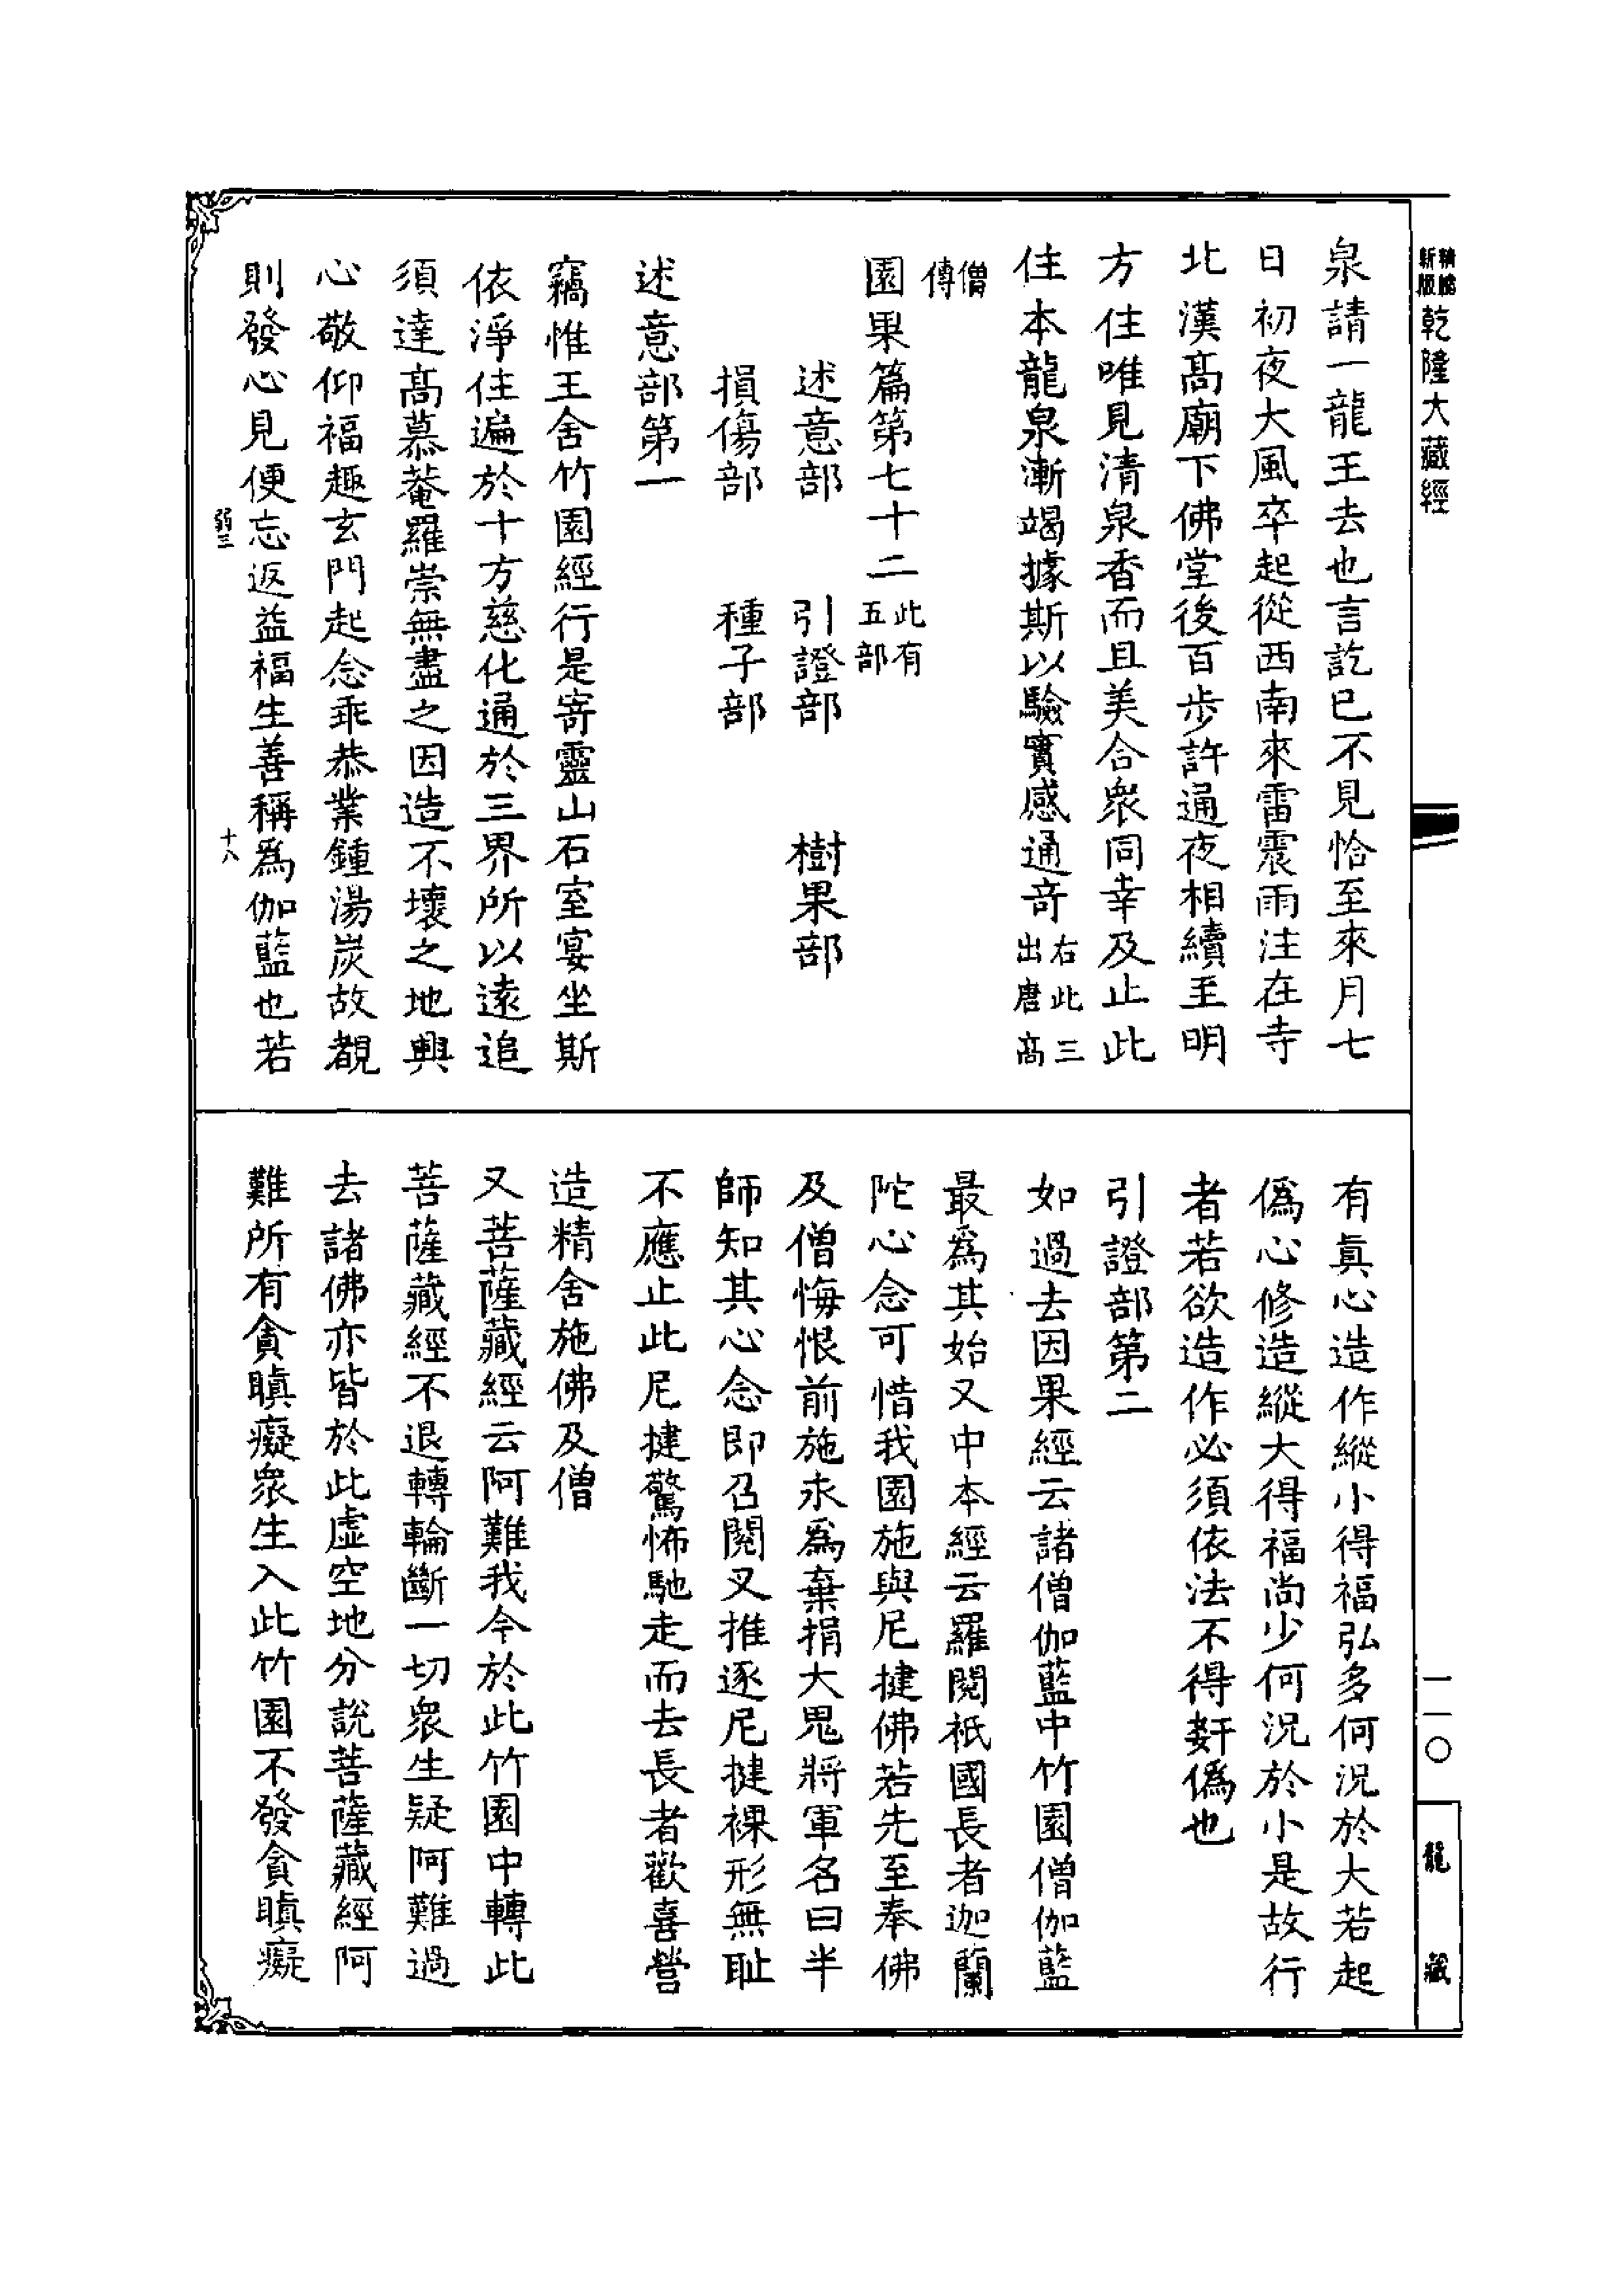 乾隆大藏經
泉請一龍王去也言訖已不見恰至來月七
日初夜大風卒起從西南來雷震雨注在寺
北漢高廟下佛堂後百步許通夜相續至明
方住唯見清泉香而且美合衆同幸及止此
住本龍泉漸竭據斯以驗實感通奇右此三出唐高
僧傳
園果篇第七十二此有五部
述意部 引證部 樹果部
損傷部 種子部
述意部第一
竊惟王舍竹園經行是寄靈山石室宴坐斯
依淨住遍於十方慈化通於三界所以遠追
須達高慕菴羅崇無盡之因造不壞之地興
心敬仰福趣玄門起念乖恭業鍾湯炭故覩
則發心見便忘返益福生善稱爲伽藍也若
弱三
十八
有眞心造作縱小得福弘多何況於大若起
僞心修造縱大得福尚少何況於小是故行
者若欲造作必須依法不得姧僞也
引證部第二
如過去因果經云諸僧伽藍中竹園僧伽藍
最爲其始又中本經云羅閱祇國長者迦蘭
陀心念可惜我園施與尼揵佛若先至奉佛
及僧悔恨前施永爲棄捐大鬼將軍名曰半
師知其心念即召閱叉推逐尼揵裸形無耻
不應止此尼揵驚怖馳走而去長者歡喜營
造精舍施佛及僧
又菩薩藏經云阿難我今於此竹園中轉此
菩薩藏經不退轉輪斷一切衆生疑阿難過
去諸佛亦皆於此虛空地分說菩薩藏經阿
難所有貪瞋癡衆生入此竹園不發貪瞋癡
一一〇
龍藏